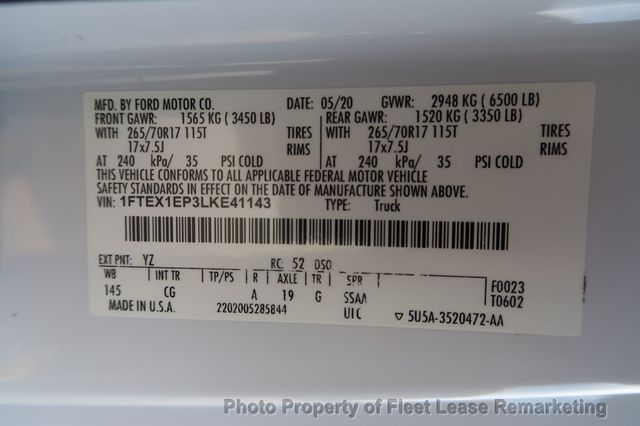 MFD. BY FORD MOTOR CO. DATE: 05/20 GVWR: 2948 KG ( 6500 LB)
FRONT GAWR: 1565 KG ( 3450 LB) REAR GAWR: 1520 KG ( 3350 LB)
WITH 265/70R17 115T TIRES WITH 265/70R17 115T TIRES
17x7.5J RIMS 17x7.5J RIMS
AT 240 kPa/ 35 PSI COLD AT 240 kPa/ 35 PSI COLD
THIS VEHICLE CONFORMS TO ALL APPLICABLE FEDERAL MOTOR VEHICLE
SAFETY STANDARDS IN EFFECT ON THE DATE OF MANUFACTURE SHOWN ABOVE.
VIN: 1FTEX1EP3LKE41143 TYPE: Truck
EXT PNT: YZ RC: 52 DSO:
WB INT TR TP/PS R AXLE TR SPR F0023
145 CG A 19 G SSAA T0602
MADE IN U.S.A. 2202005285844 UIC ▽ 5U5A-3520472-AA
Photo Property of Fleet Lease Remarketing